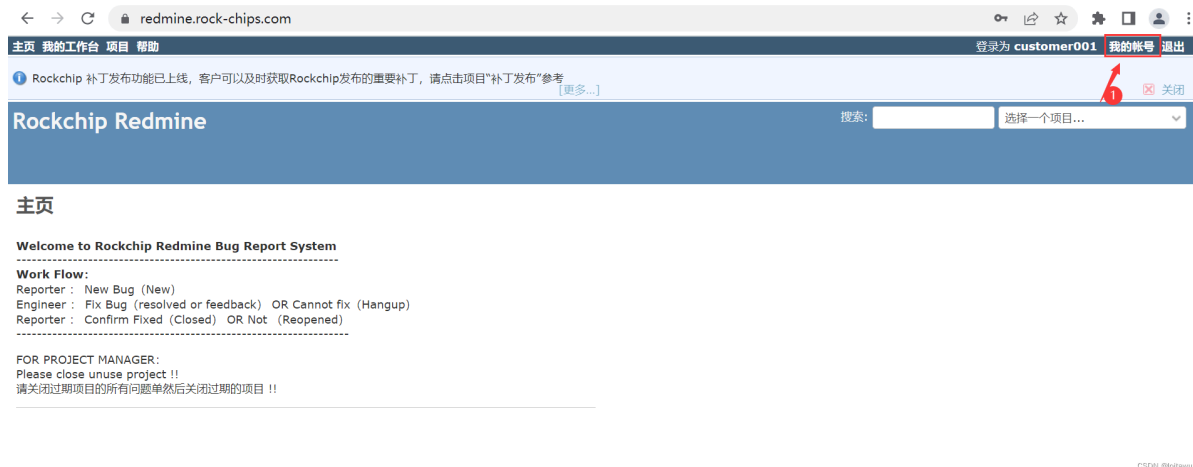 redmine.rock-chips.com
主页 我的工作台 项目 帮助 登录为 customer001 我的帐号 退出
Rockchip 补丁发布功能已上线，客户可以及时获取Rockchip发布的重要补丁，请点击项目“补丁发布”参考
[更多...] 1 关闭
Rockchip Redmine 搜索: 选择一个项目...
主页
Welcome to Rockchip Redmine Bug Report System
----------------------------------------------------------------
Work Flow:
Reporter： New Bug（New）
Engineer： Fix Bug（resolved or feedback） OR Cannot fix（Hangup）
Reporter： Confirm Fixed（Closed） OR Not （Reopened）
------------------------------------------------------------------
FOR PROJECT MANAGER:
Please close unuse project !!
请关闭过期项目的所有问题单然后关闭过期的项目 !!